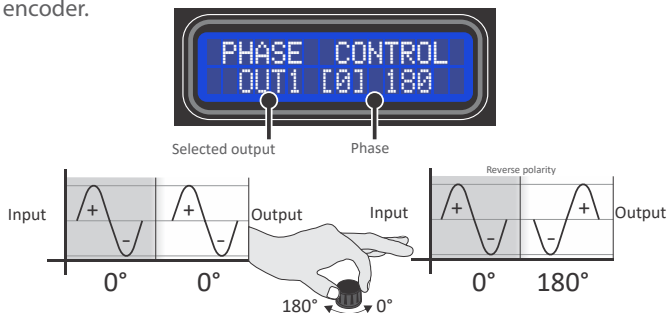 encoder.
PHASE CONTROL
OUT1 [0] 180
Selected output Phase
Reverse polarity
Input + - + - Output Input + - - + Output
0° 0° 0° 180°
180° 0°